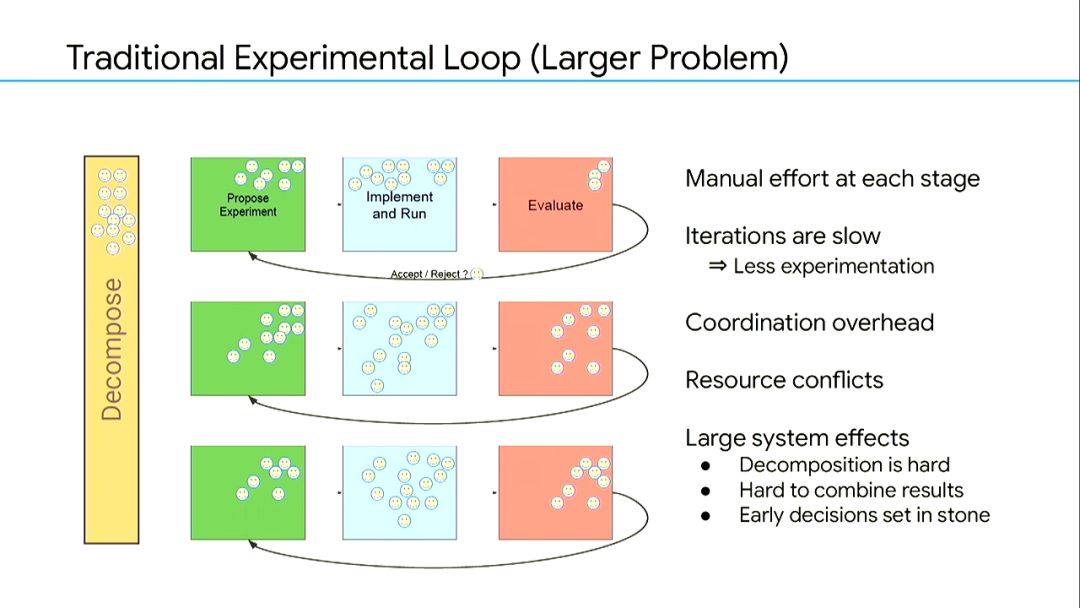 Traditional Experimental Loop (Larger Problem)
Decompose
Propose
Experiment
Implement
and Run
Evaluate
Accept / Reject ?
Manual effort at each stage
Iterations are slow
⇒ Less experimentation
Coordination overhead
Resource conflicts
Large system effects
● Decomposition is hard
● Hard to combine results
● Early decisions set in stone